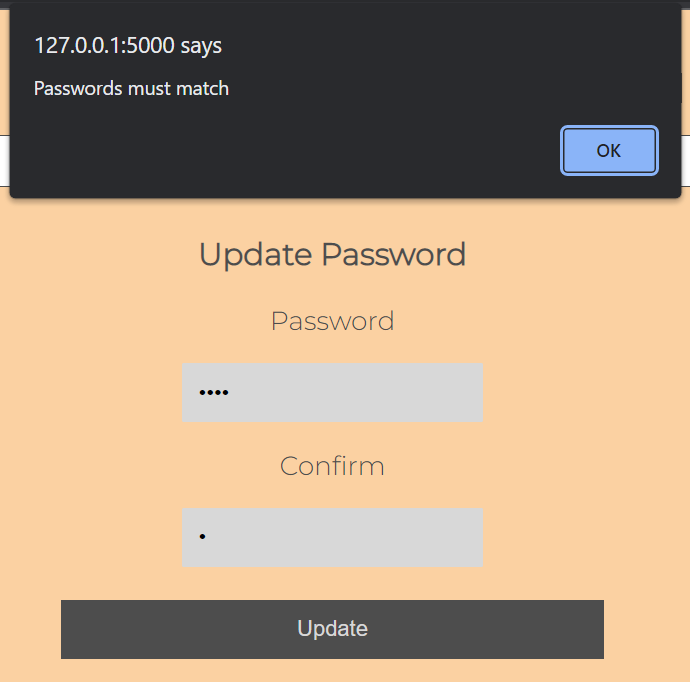 127.0.0.1:5000 says
Passwords must match
OK
Update Password
Password
••••
Confirm
•
Update